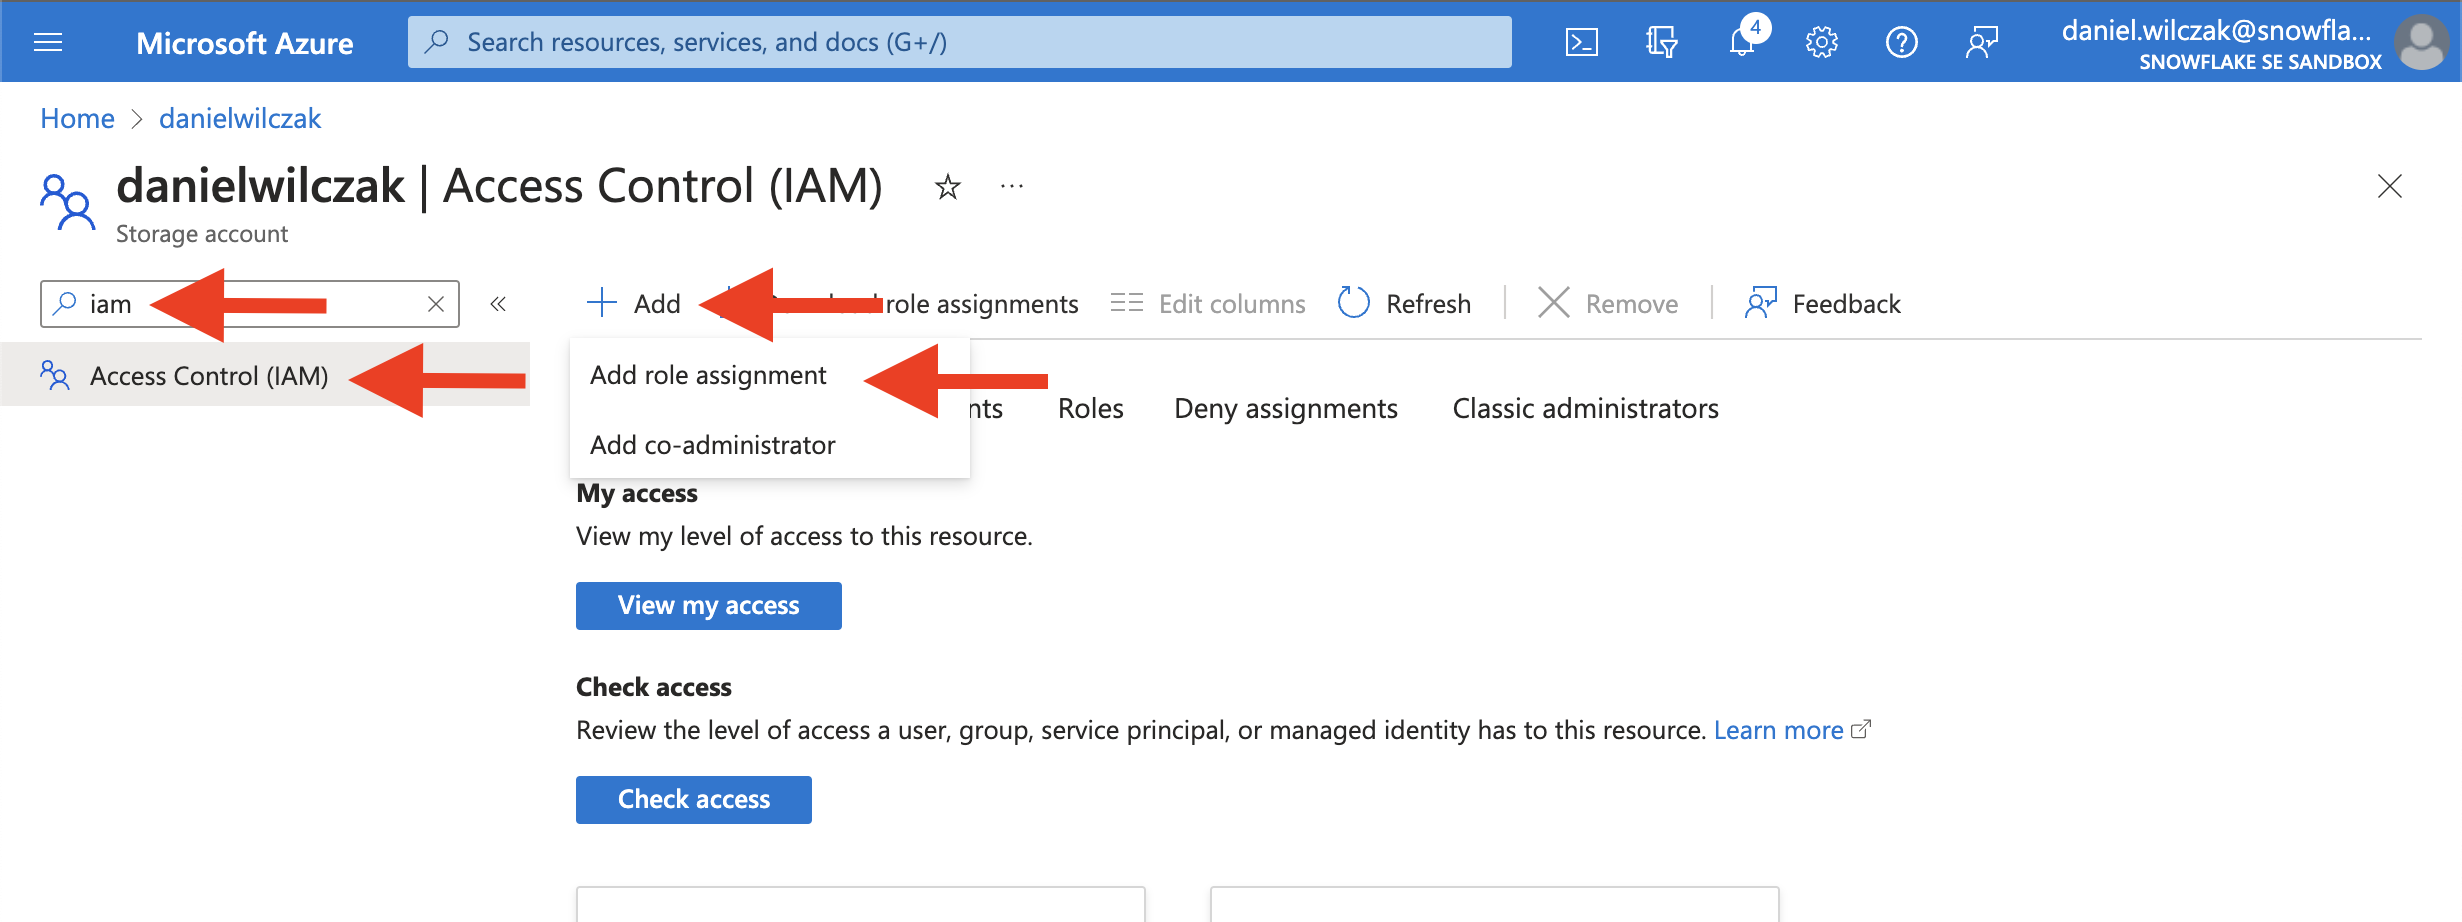 Microsoft Azure
Search resources, services, and docs (G+/)
4
daniel.wilczak@snowfla...
SNOWFLAKE SE SANDBOX
Home > danielwilczak
danielwilczak | Access Control (IAM)
Storage account
iam
Add
role assignments
Edit columns
Refresh
Remove
Feedback
Access Control (IAM)
Add role assignment
Add co-administrator
Roles
Deny assignments
Classic administrators
My access
View my level of access to this resource.
View my access
Check access
Review the level of access a user, group, service principal, or managed identity has to this resource. Learn more
Check access